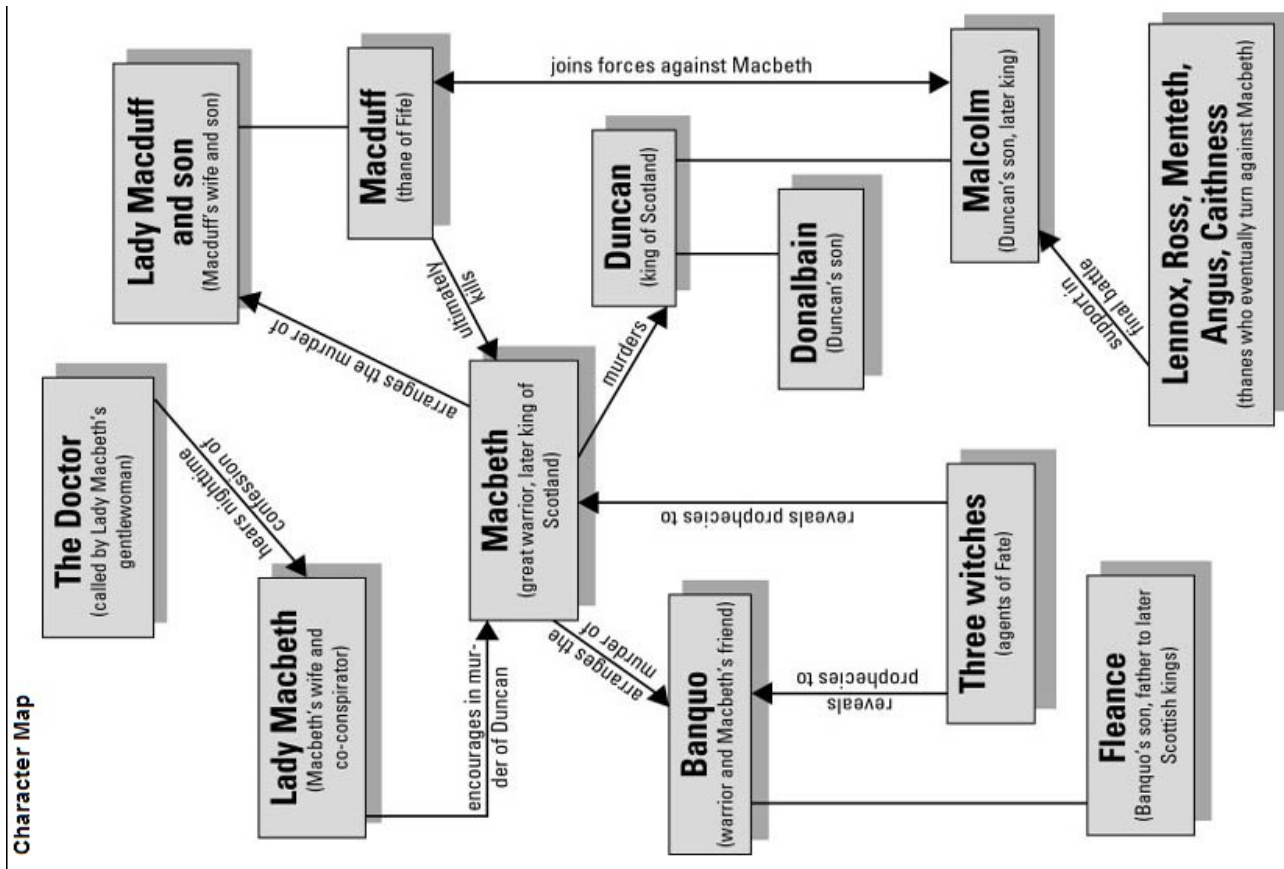 Character Map
The Doctor
(called by Lady Macbeth's
gentlewoman)
hears nighttime
confession of
Lady Macbeth
(Macbeth's wife and
co-conspirator)
encourages in mur-
der of Duncan
Lady Macduff
and son
(Macduff's wife and son)
arranges the murder of
Macduff
(thane of Fife)
ultimately
kills
joins forces against Macbeth
Macbeth
(great warrior, later king of
Scotland)
murders
Duncan
(king of Scotland)
Donalbain
(Duncan's son)
arranges the
murder of
Banquo
(warrior and Macbeth's friend)
reveals prophecies to
reveals
prophecies to
Three witches
(agents of Fate)
Malcolm
(Duncan's son, later king)
support in
final battle
Fleance
(Banquo's son, father to later
Scottish kings)
Lennox, Ross, Menteth,
Angus, Caithness
(thanes who eventually turn against Macbeth)